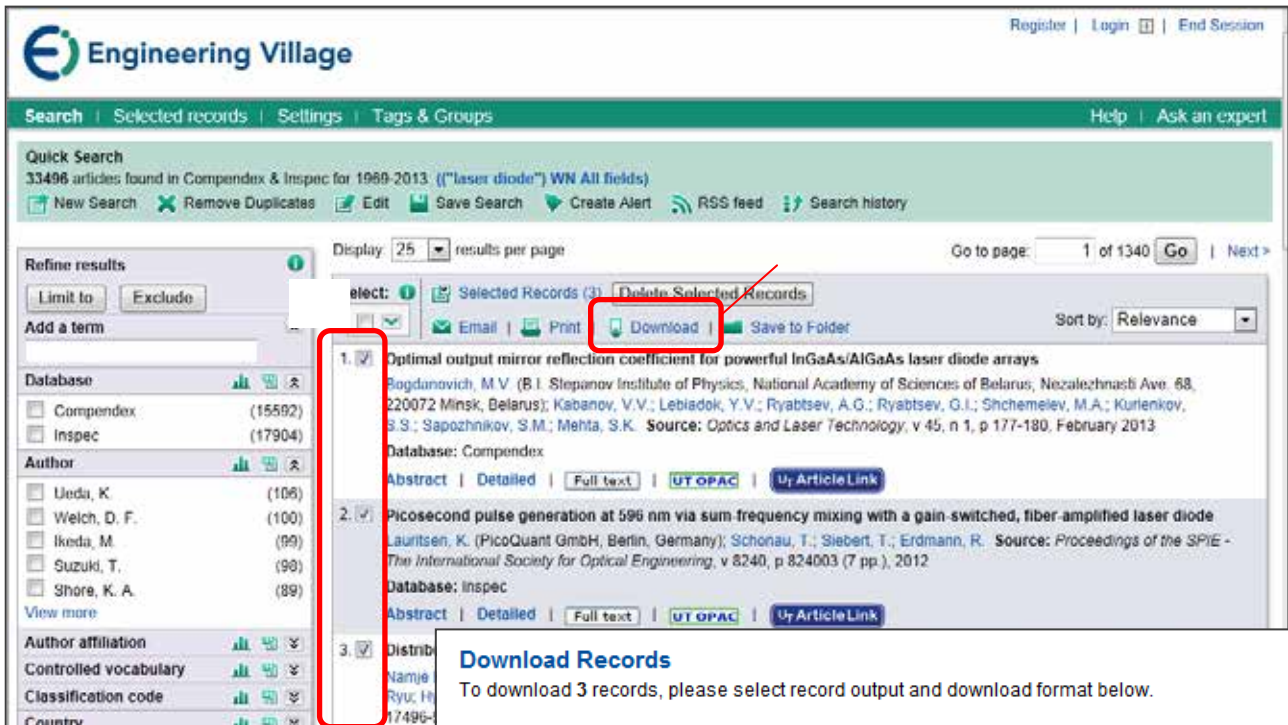 Register | Login | End Session
Engineering Village
Search | Selected records | Settings | Tags & Groups
Help | Ask an expert
Quick Search
33496 articles found in Compendex & Inspec for 1969-2013 (("laser diode") WN All fields)
New Search Remove Duplicates Edit Save Search Create Alert RSS feed Search history
Display 25 results per page
Go to page: 1 of 1340 Go | Next >
Refine results
Limit to Exclude
Add a term
Database
Compendex (15592)
Inspec (17904)
Author
Ueda, K. (106)
Welch, D. F. (100)
Ikeda, M. (99)
Suzuki, T. (98)
Shore, K. A. (89)
View more
Author affiliation
Controlled vocabulary
Classification code
Country
elect: Selected Records (3) Delete Selected Records
Email | Print | Download | Save to Folder
Sort by: Relevance
1. Optimal output mirror reflection coefficient for powerful InGaAs/AlGaAs laser diode arrays
Bogdanovich, M.V. (B.I. Stepanov Institute of Physics, National Academy of Sciences of Belarus, Nezalezhnasti Ave. 68,
220072 Minsk, Belarus); Kabanov, V.V.; Lebiadok, Y.V.; Ryabtsev, A.G.; Ryabtsev, G.I.; Shchemelev, M.A.; Kurlenkov,
S.S.; Sapozhnikov, S.M.; Mehta, S.K. Source: Optics and Laser Technology, v 45, n 1, p 177-180, February 2013
Database: Compendex
Abstract | Detailed | Full text | UT OPAC | UT Article Link
2. Picosecond pulse generation at 596 nm via sum-frequency mixing with a gain-switched, fiber-amplified laser diode
Lauritsen, K. (PicoQuant GmbH, Berlin, Germany); Schonau, T.; Siebert, T.; Erdmann, R. Source: Proceedings of the SPIE -
The International Society for Optical Engineering, v 8240, p 824003 (7 pp.), 2012
Database: Inspec
Abstract | Detailed | Full text | UT OPAC | UT Article Link
3. Distrib
Namje
Ryu; H
17496-
Download Records
To download 3 records, please select record output and download format below.